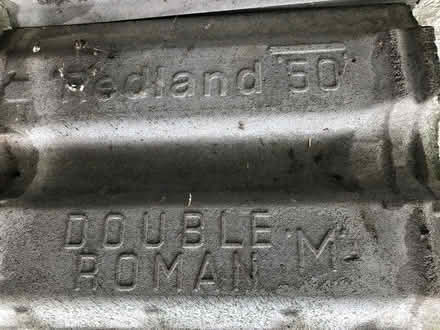 Redland 50
DOUBLE
ROMAN "M"